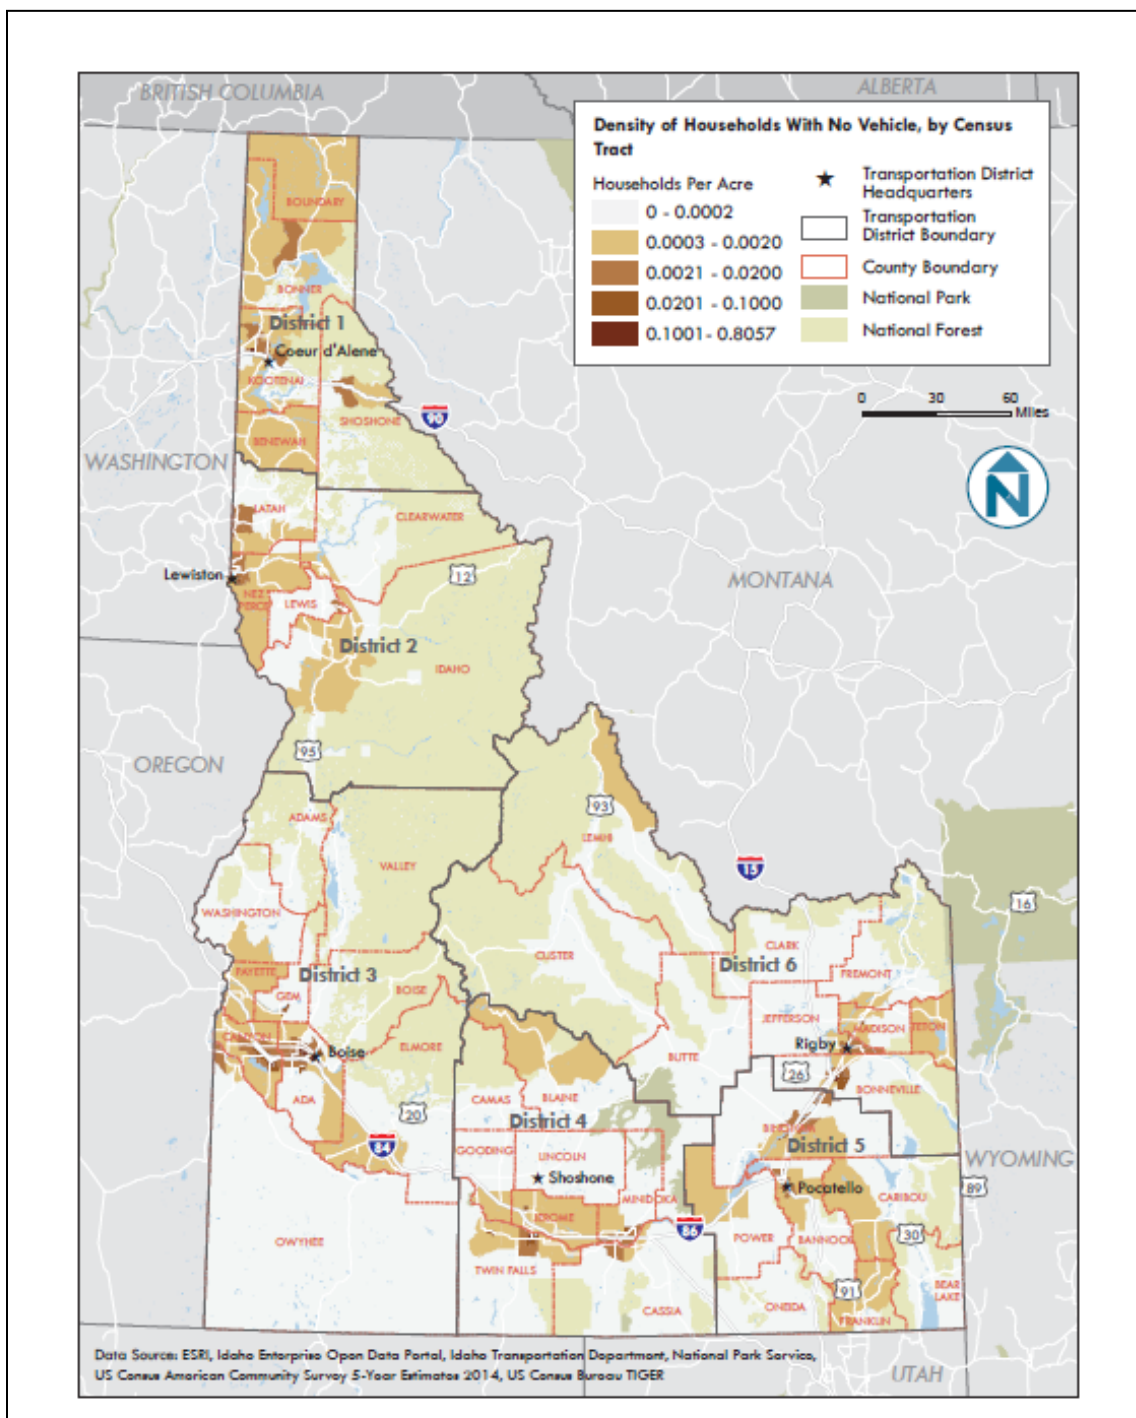 BRITISH COLUMBIA
ALBERTA
Density of Households With No Vehicle, by Census
Tract
Households Per Acre
0 - 0.0002
0.0003 - 0.0020
0.0021 - 0.0200
0.0201 - 0.1000
0.1001- 0.8057
Transportation District
Headquarters
Transportation
District Boundary
County Boundary
National Park
National Forest
0 30 60
Miles
N
BOUNDARY
BONNER
District 1
Coeur d'Alene
KOOTENAI
SHOSHONE
90
BENEWAH
WASHINGTON
LATAH
CLEARWATER
Lewiston
12
MONTANA
NEZ
PERCE
LEWIS
District 2
IDAHO
95
OREGON
93
ADAMS
LEMHI
VALLEY
15
16
WASHINGTON
CLARK
CUSTER
District 6
FREMONT
PAYETTE
District 3
GEM
BOISE
JEFFERSON
MADISON
TETON
CANYON
Boise
ELMORE
Rigby
BUTTE
26
BONNEVILLE
ADA
20
CAMAS
BLAINE
District 4
BINGHAM
District 5
84
GOODING
LINCOLN
WYOMING
Shoshone
Pocatello
89
MINIDOKA
CARIBOU
JEROME
86
POWER
BANNOCK
30
OWYHEE
TWIN FALLS
91
BEAR
LAKE
CASSIA
ONEIDA
FRANKLIN
Data Source: ESRI, Idaho Enterprise Open Data Portal, Idaho Transportation Department, National Park Service,
US Census American Community Survey 5-Year Estimates 2014, US Census Bureau TIGER
UTAH